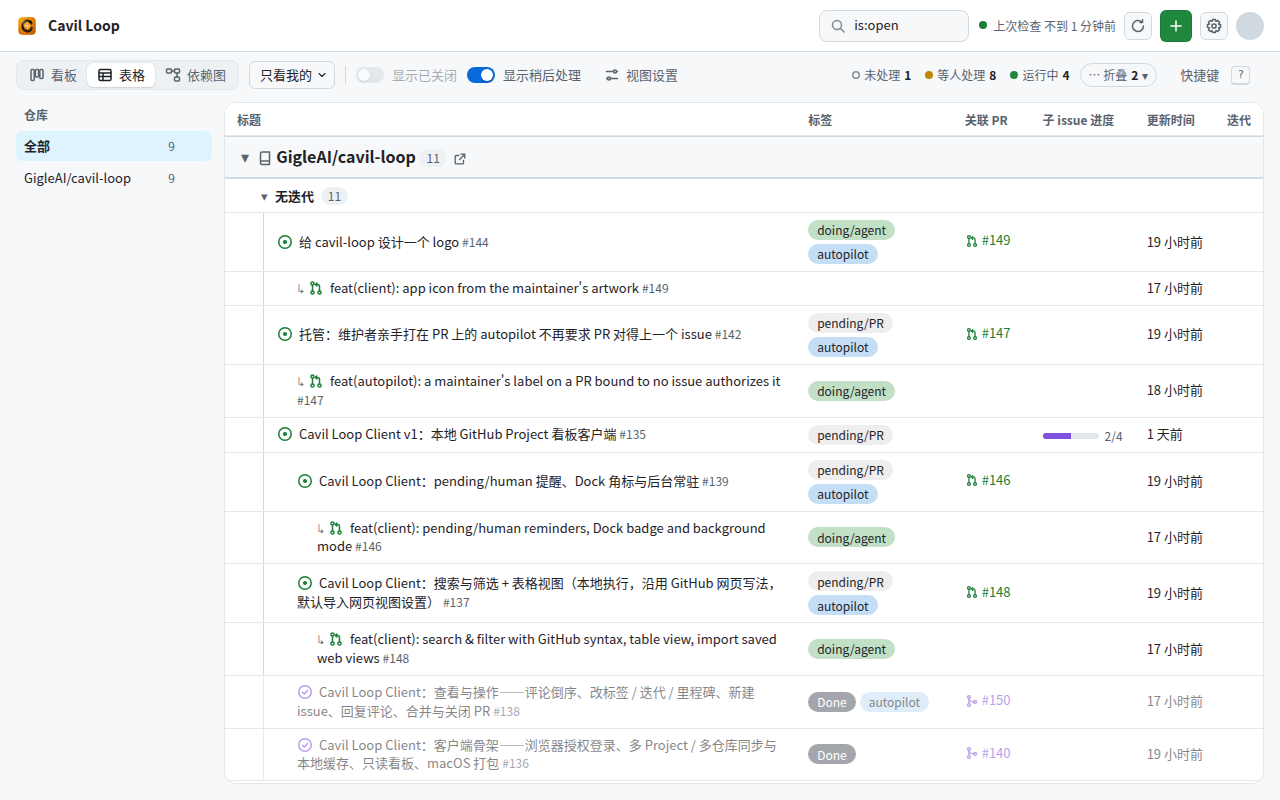 Cavil Loop
is:open
上次检查 不到 1 分钟前
看板
表格
依赖图
只看我的
显示已关闭
显示稍后处理
视图设置
未处理 1
等人处理 8
运行中 4
··· 折叠 2 ▾
快捷键 ?
仓库
全部 9
GigleAI/cavil-loop 9
标题 标签 关联 PR 子 issue 进度 更新时间 迭代
▼ GigleAI/cavil-loop 11
▼ 无迭代 11
给 cavil-loop 设计一个 logo #144 doing/agent autopilot #149 19 小时前
↳ feat(client): app icon from the maintainer's artwork #149 17 小时前
托管：维护者亲手打在 PR 上的 autopilot 不再要求 PR 对得上一个 issue #142 pending/PR autopilot #147 19 小时前
↳ feat(autopilot): a maintainer's label on a PR bound to no issue authorizes it
#147 doing/agent 18 小时前
Cavil Loop Client v1：本地 GitHub Project 看板客户端 #135 pending/PR 2/4 1 天前
Cavil Loop Client：pending/human 提醒、Dock 角标与后台常驻 #139 pending/PR autopilot #146 19 小时前
↳ feat(client): pending/human reminders, Dock badge and background
mode #146 doing/agent 17 小时前
Cavil Loop Client：搜索与筛选 + 表格视图（本地执行，沿用 GitHub 网页写法，
默认导入网页视图设置） #137 pending/PR autopilot #148 19 小时前
↳ feat(client): search & filter with GitHub syntax, table view, import saved
web views #148 doing/agent 17 小时前
Cavil Loop Client：查看与操作——评论倒序、改标签 / 迭代 / 里程碑、新建
issue、回复评论、合并与关闭 PR #138 Done autopilot #150 17 小时前
Cavil Loop Client：客户端骨架——浏览器授权登录、多 Project / 多仓库同步与
本地缓存、只读看板、macOS 打包 #136 Done #140 19 小时前